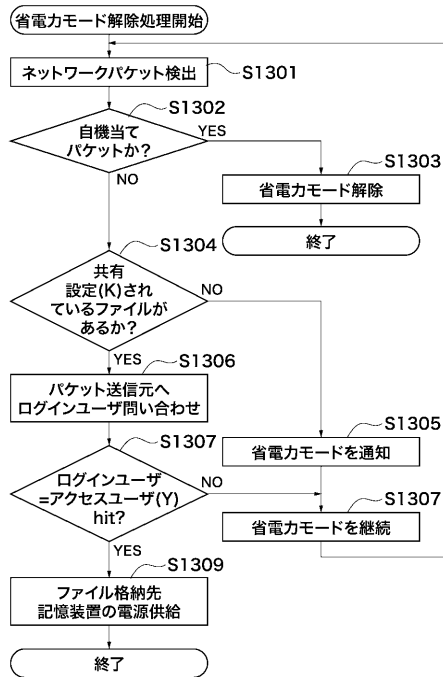 省電力モード解除処理開始
ネットワークパケット検出
S1301
S1302
自機当て
パケットか？
YES
NO
S1303
省電力モード解除
終了
S1304
共有
設定(K)され
ているファイルが
あるか？
NO
YES
S1306
パケット送信元へ
ログインユーザ問い合わせ
S1305
省電力モードを通知
S1307
ログインユーザ
=アクセスユーザ(Y)
hit?
NO
YES
S1307
省電力モードを継続
S1309
ファイル格納先
記憶装置の電源供給
終了